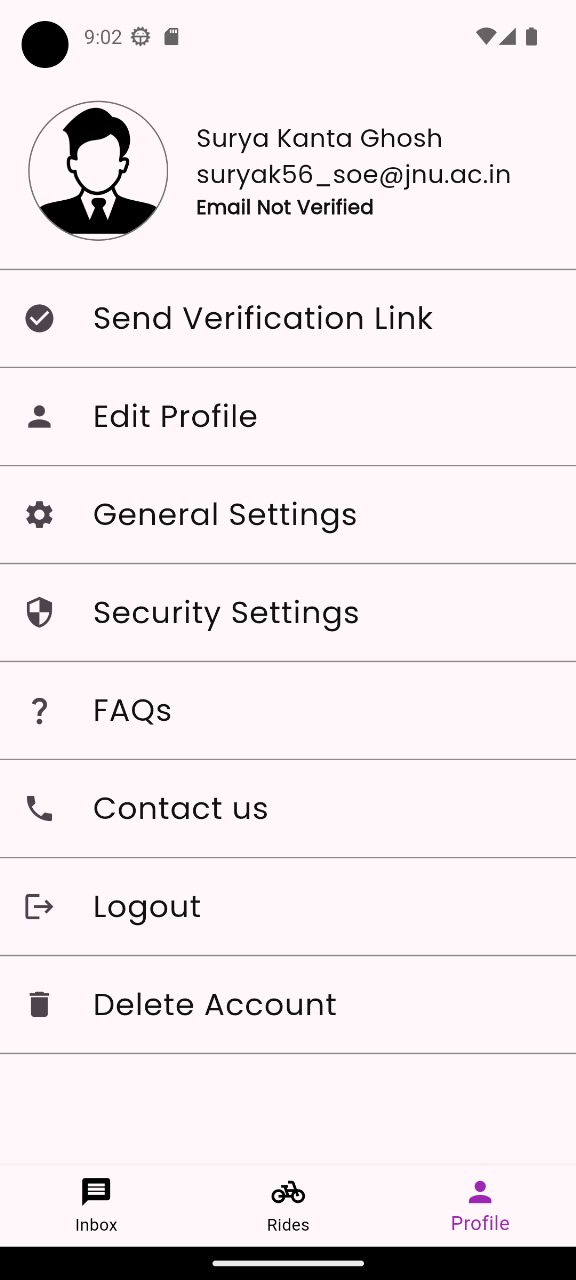 9:02
Surya Kanta Ghosh
suryak56_soe@jnu.ac.in
Email Not Verified
Send Verification Link
Edit Profile
General Settings
Security Settings
FAQs
Contact us
Logout
Delete Account
Inbox
Rides
Profile